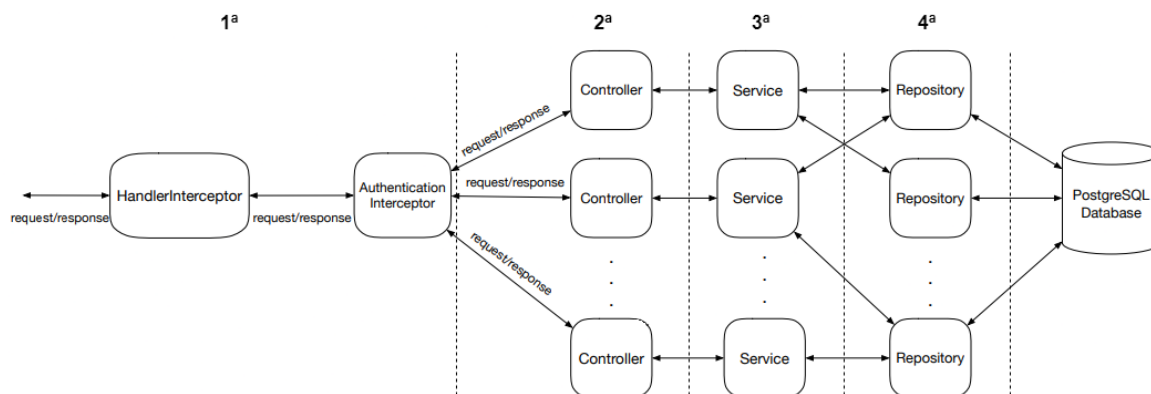 1ª
2ª
3ª
4ª
Controller
Service
Repository
request/response
HandlerInterceptor
request/response
request/response
Authentication
Interceptor
request/response
Controller
Service
Repository
PostgreSQL
Database
request/response
.
.
.
.
.
.
.
.
.
Controller
Service
Repository